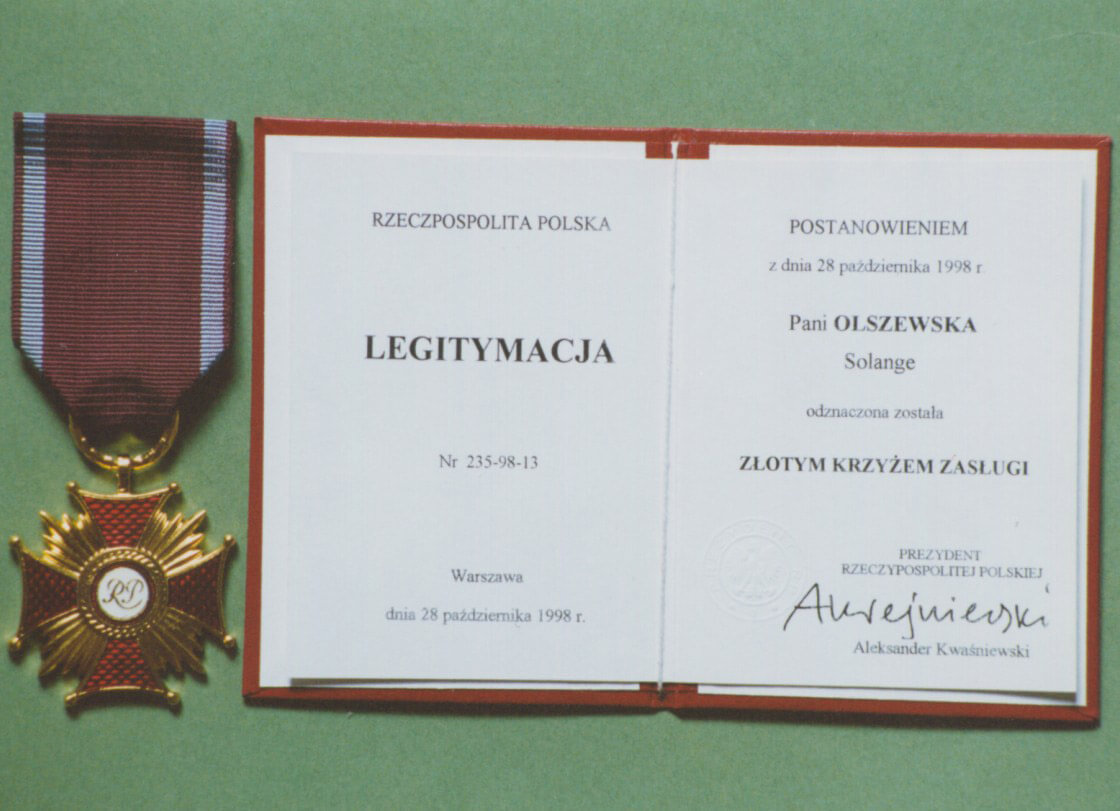 RP
RZECZPOSPOLITA POLSKA
LEGITYMACJA
Nr 235-98-13
Warszawa
dnia 28 października 1998 r.
POSTANOWIENIEM
z dnia 28 października 1998 r.
Pani OLSZEWSKA
Solange
odznaczona została
ZŁOTYM KRZYŻEM ZASŁUGI
PREZYDENT
RZECZYPOSPOLITEJ POLSKIEJ
Aleksander Kwaśniewski